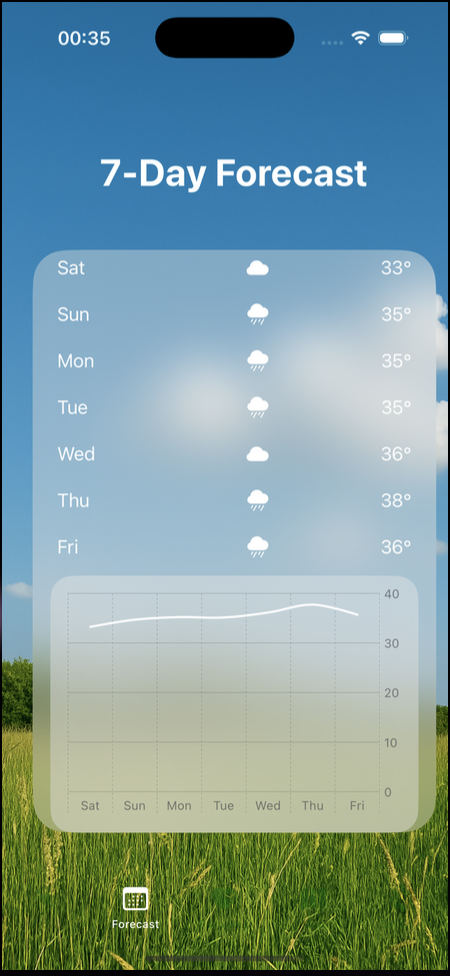 00:35
7-Day Forecast
Sat 33°
Sun 35°
Mon 35°
Tue 35°
Wed 36°
Thu 38°
Fri 36°
40
30
20
10
0
Sat Sun Mon Tue Wed Thu Fri
Forecast